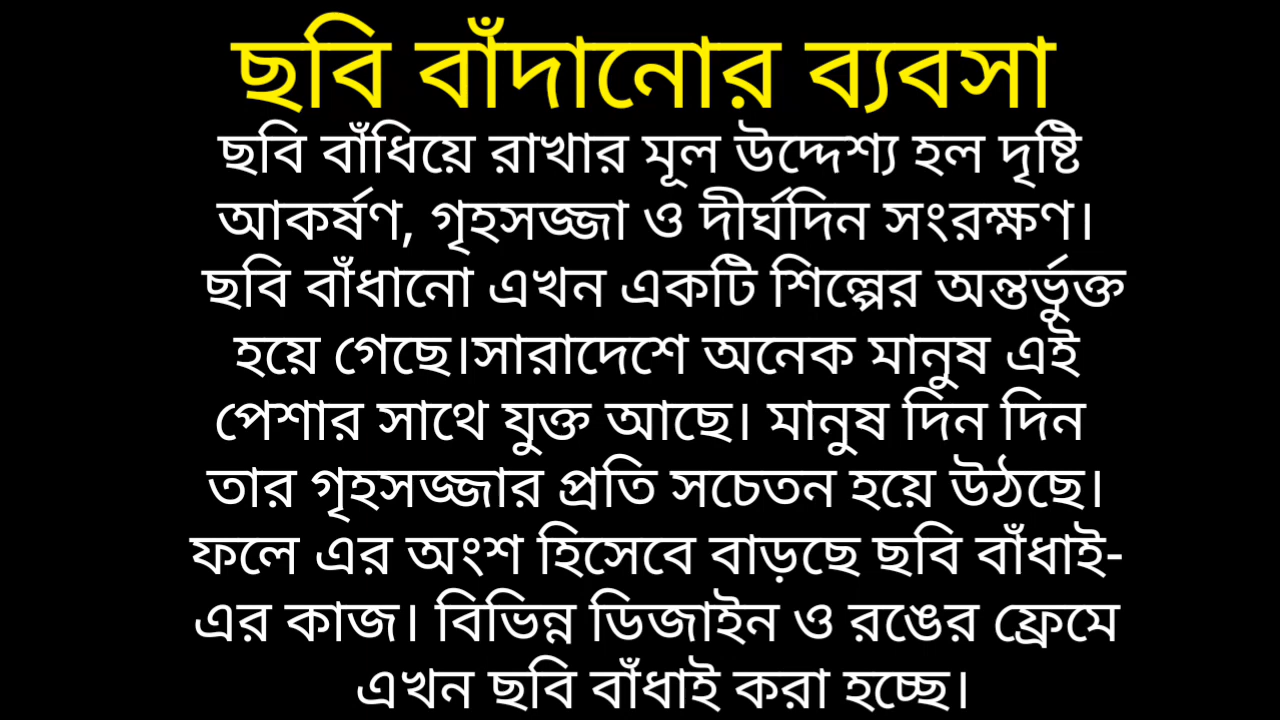 ছবি বাঁদানোর ব্যবসা
ছবি বাঁধিয়ে রাখার মূল উদ্দেশ্য হল দৃষ্টি
আকর্ষণ, গৃহসজ্জা ও দীর্ঘদিন সংরক্ষণ।
ছবি বাঁধানো এখন একটি শিল্পের অন্তর্ভুক্ত
হয়ে গেছে।সারাদেশে অনেক মানুষ এই
পেশার সাথে যুক্ত আছে। মানুষ দিন দিন
তার গৃহসজ্জার প্রতি সচেতন হয়ে উঠছে।
ফলে এর অংশ হিসেবে বাড়ছে ছবি বাঁধাই-
এর কাজ। বিভিন্ন ডিজাইন ও রঙের ফ্রেমে
এখন ছবি বাঁধাই করা হচ্ছে।